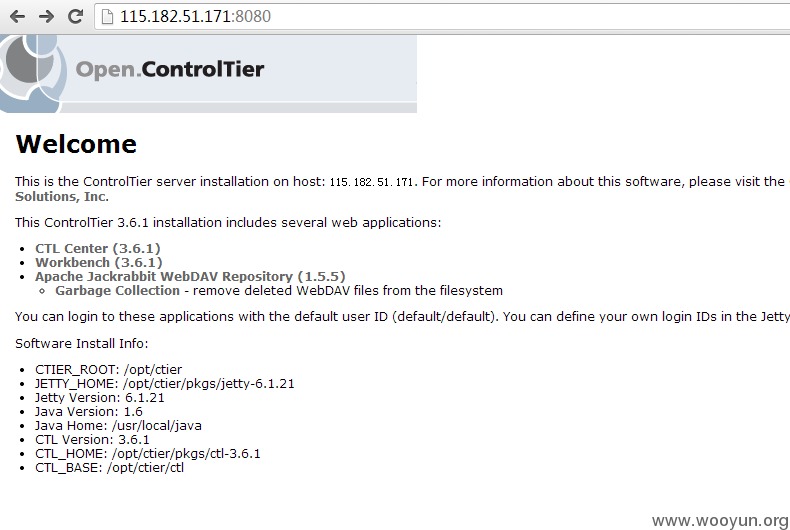 115.182.51.171:8080
Open.ControlTier
Welcome
This is the ControlTier server installation on host: 115.182.51.171. For more information about this software, please visit the
Solutions, Inc.
This ControlTier 3.6.1 installation includes several web applications:
• CTL Center (3.6.1)
• Workbench (3.6.1)
• Apache Jackrabbit WebDAV Repository (1.5.5)
◦ Garbage Collection - remove deleted WebDAV files from the filesystem
You can login to these applications with the default user ID (default/default). You can define your own login IDs in the Jetty
Software Install Info:
• CTIER_ROOT: /opt/ctier
• JETTY_HOME: /opt/ctier/pkgs/jetty-6.1.21
• Jetty Version: 6.1.21
• Java Version: 1.6
• Java Home: /usr/local/java
• CTL Version: 3.6.1
• CTL_HOME: /opt/ctier/pkgs/ctl-3.6.1
• CTL_BASE: /opt/ctier/ctl
www.wooyun.org